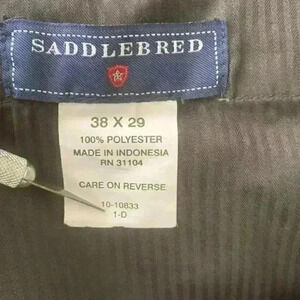 SADDLEBRED
38 X 29
100% POLYESTER
MADE IN INDONESIA
RN 31104
CARE ON REVERSE
10-10833
1-D